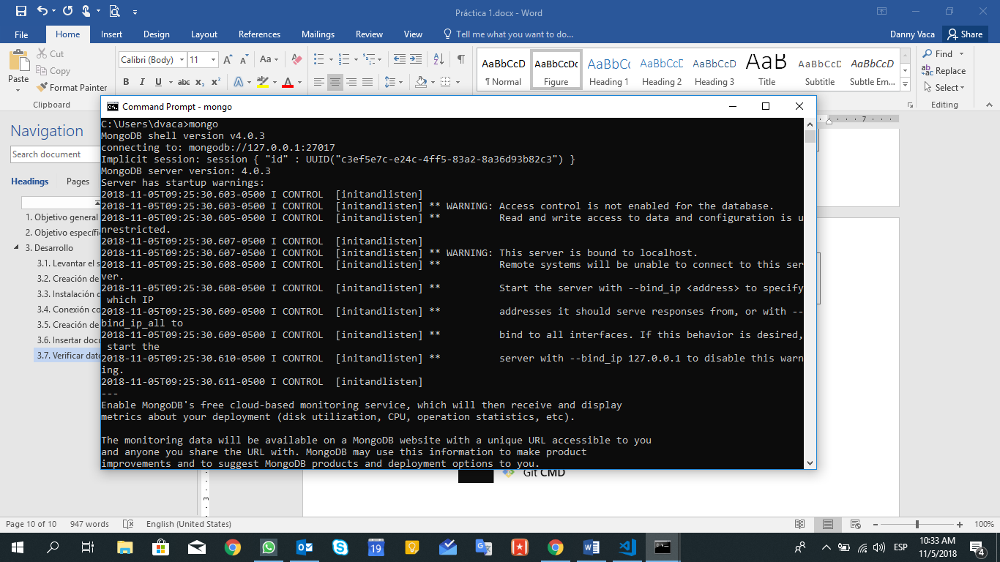 Práctica 1.docx - Word
File Home Insert Design Layout References Mailings Review View Tell me what you want to do... Danny Vaca Share
Paste
Cut
Copy
Format Painter
Clipboard
Calibri (Body) 11
Aa
B I U abc x₂ x² A ab A
AaBbCcD AaBbCcDc AaBbC AaBbCcL AaBbCcD AaB AaBbCcD AaBbCcD
¶ Normal Figure Heading 1 Heading 2 Heading 3 Title Subtitle Subtle Em...
Find
Replace
Select
Editing
Navigation
Search document
Headings Pages
1. Objetivo general
2. Objetivo específi
3. Desarrollo
3.1. Levantar el s
3.2. Creación de
3.3. Instalación d
3.4. Conexión co
3.5. Creación de
3.6. Insertar docu
3.7. Verificar dato
7
Command Prompt - mongo
C:\Users\dvaca>mongo
MongoDB shell version v4.0.3
connecting to: mongodb://127.0.0.1:27017
Implicit session: session { "id" : UUID("c3ef5e7c-e24c-4ff5-83a2-8a36d93b82c3") }
MongoDB server version: 4.0.3
Server has startup warnings:
2018-11-05T09:25:30.603-0500 I CONTROL  [initandlisten]
2018-11-05T09:25:30.603-0500 I CONTROL  [initandlisten] ** WARNING: Access control is not enabled for the database.
2018-11-05T09:25:30.605-0500 I CONTROL  [initandlisten] **          Read and write access to data and configuration is u
nrestricted.
2018-11-05T09:25:30.607-0500 I CONTROL  [initandlisten]
2018-11-05T09:25:30.607-0500 I CONTROL  [initandlisten] ** WARNING: This server is bound to localhost.
2018-11-05T09:25:30.608-0500 I CONTROL  [initandlisten] **          Remote systems will be unable to connect to this ser
ver.
2018-11-05T09:25:30.608-0500 I CONTROL  [initandlisten] **          Start the server with --bind_ip <address> to specify
 which IP
2018-11-05T09:25:30.609-0500 I CONTROL  [initandlisten] **          addresses it should serve responses from, or with --
bind_ip_all to
2018-11-05T09:25:30.609-0500 I CONTROL  [initandlisten] **          bind to all interfaces. If this behavior is desired,
 start the
2018-11-05T09:25:30.610-0500 I CONTROL  [initandlisten] **          server with --bind_ip 127.0.0.1 to disable this warn
ing.
2018-11-05T09:25:30.611-0500 I CONTROL  [initandlisten]
---
Enable MongoDB's free cloud-based monitoring service, which will then receive and display
metrics about your deployment (disk utilization, CPU, operation statistics, etc).
The monitoring data will be available on a MongoDB website with a unique URL accessible to you
and anyone you share the URL with. MongoDB may use this information to make product
improvements and to suggest MongoDB products and deployment options to you.
Git CMD
3
Page 10 of 10 947 words English (United States) 100%
19
ESP
10:33 AM
11/5/2018
4